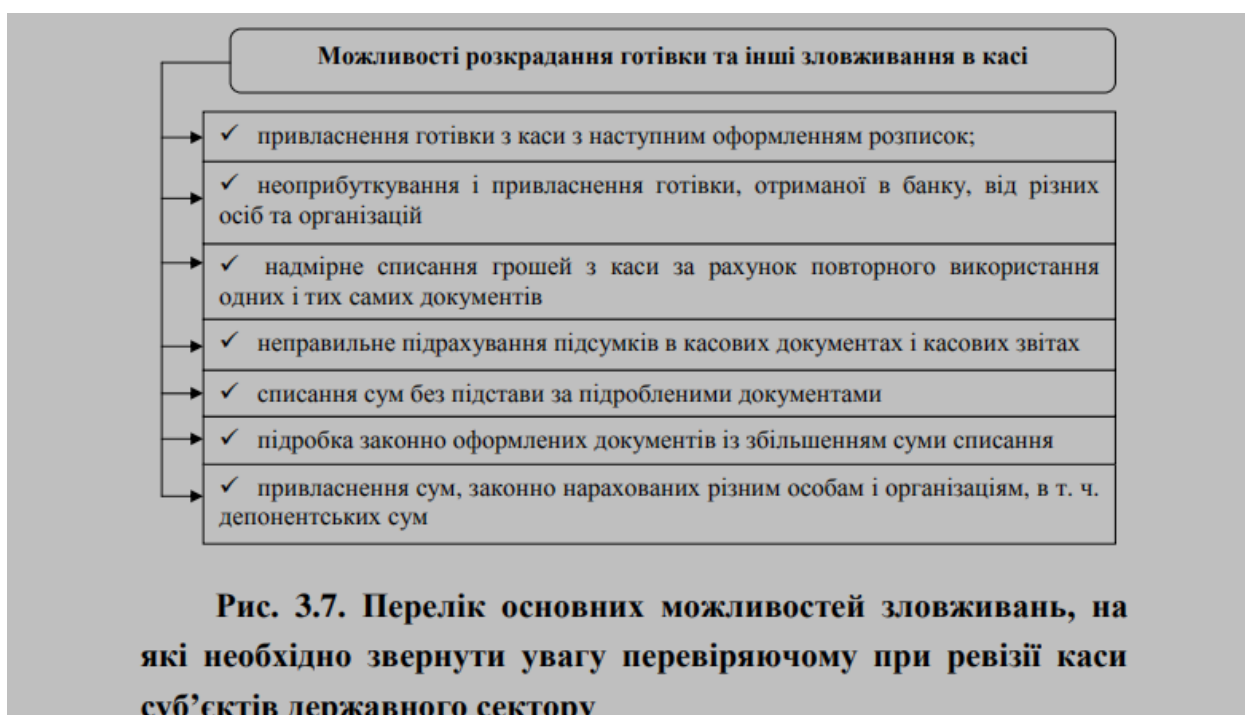 Можливості розкрадання готівки та інші зловживання в касі
✓ привласнення готівки з каси з наступним оформленням розписок;
✓ неоприбуткування і привласнення готівки, отриманої в банку, від різних
осіб та організацій
✓ надмірне списання грошей з каси за рахунок повторного використання
одних і тих самих документів
✓ неправильне підрахування підсумків в касових документах і касових звітах
✓ списання сум без підстави за підробленими документами
✓ підробка законно оформлених документів із збільшенням суми списання
✓ привласнення сум, законно нарахованих різним особам і організаціям, в т. ч.
депонентських сум
Рис. 3.7. Перелік основних можливостей зловживань, на
які необхідно звернути увагу перевіряючому при ревізії каси
суб’єктів державного сектору